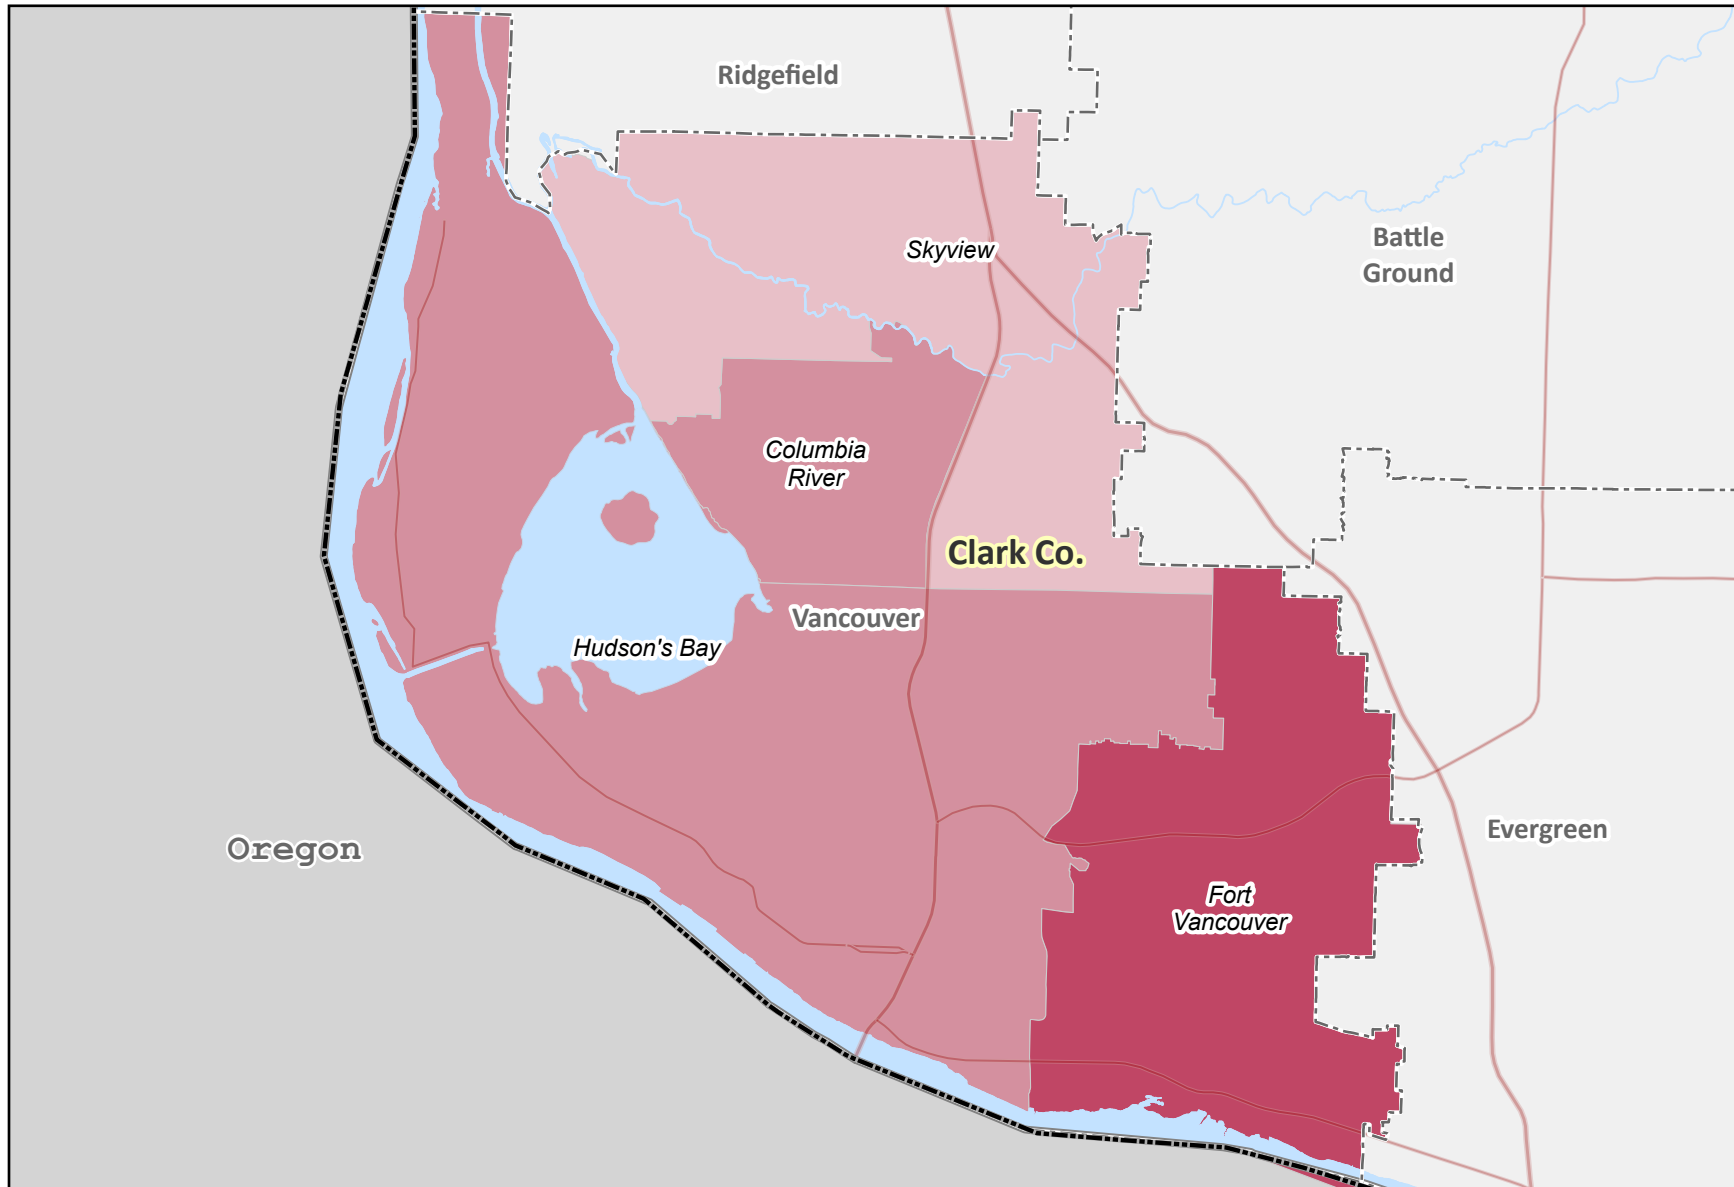 Ridgefield
Skyview
Battle
Ground
Columbia
River
Clark Co.
Vancouver
Hudson's Bay
Oregon
Evergreen
Fort
Vancouver